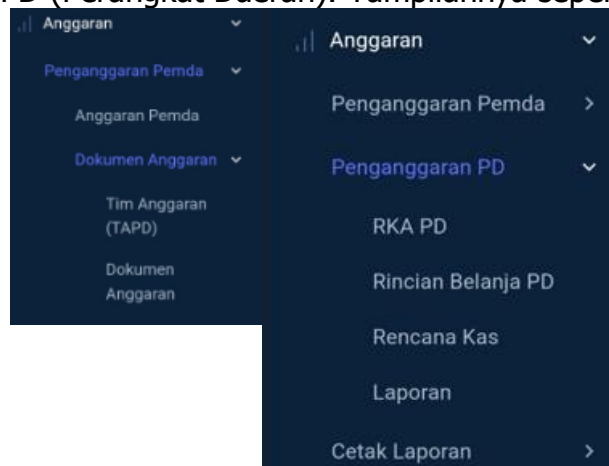 PD (Perangkat Daerah). Tampilannya
Anggaran
Penganggaran Pemda
Anggaran Pemda
Dokumen Anggaran
Tim Anggaran
(TAPD)
Dokumen
Anggaran
Anggaran
Penganggaran Pemda
Penganggaran PD
RKA PD
Rincian Belanja PD
Rencana Kas
Laporan
Cetak Laporan